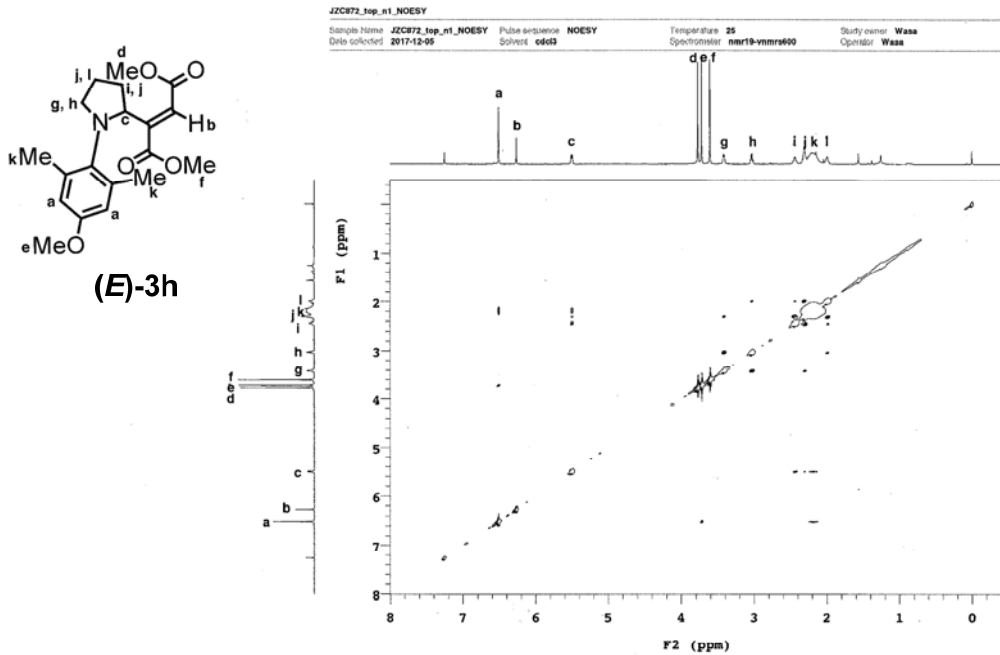 JZC872_top_n1_NOESY
Sample Name JZC872_top_n1_NOESY Pulse sequence NOESY Temperature 25 Study owner Wasa
Date collected 2017-12-05 Solvent cdcl3 Spectrometer nmr19-vnmrs600 Operator Wasa
d
MeO O
j, l
i, j
g, h
N
c
H b
kMe
O OMe
f
Me
k
a
a
eMeO
(E)-3h
a b c d e f g h i j k l
F1 (ppm)
l
k
j
i
h
g
f
e
d
c
b
a
1
2
3
4
5
6
7
8
8 7 6 5 4 3 2 1 0
F2 (ppm)